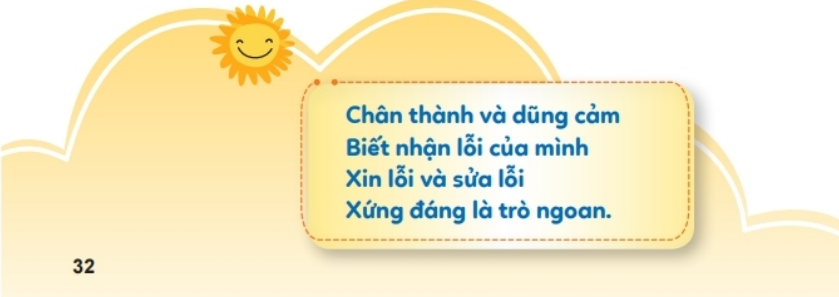 Chân thành và dũng cảm
Biết nhận lỗi của mình
Xin lỗi và sửa lỗi
Xứng đáng là trò ngoan.
32